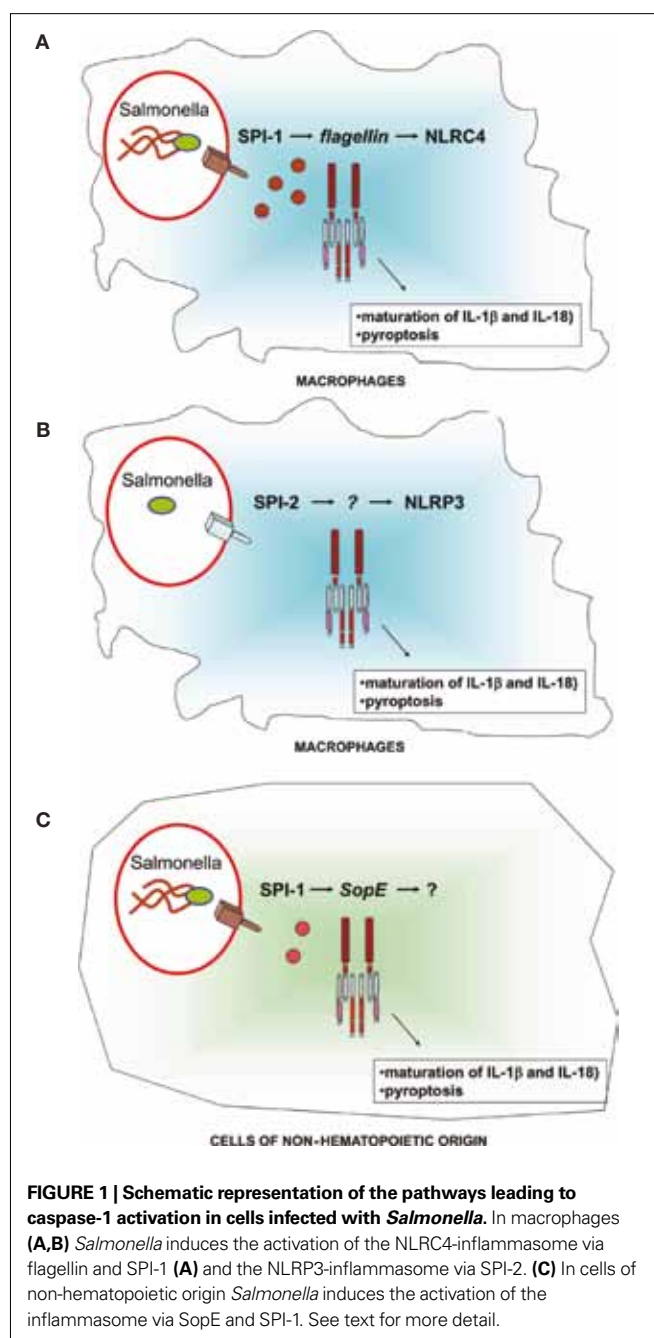 A
Salmonella
SPI-1 → flagellin → NLRC4
•maturation of IL-1β and IL-18)
•pyroptosis
MACROPHAGES
B
Salmonella
SPI-2 → ? → NLRP3
•maturation of IL-1β and IL-18)
•pyroptosis
MACROPHAGES
C
Salmonella
SPI-1 → SopE → ?
•maturation of IL-1β and IL-18)
•pyroptosis
CELLS OF NON-HEMATOPOIETIC ORIGIN
FIGURE 1 | Schematic representation of the pathways leading to
caspase-1 activation in cells infected with Salmonella. In macrophages
(A,B) Salmonella induces the activation of the NLRC4-inflammasome via
flagellin and SPI-1 (A) and the NLRP3-inflammasome via SPI-2. (C) In cells of
non-hematopoietic origin Salmonella induces the activation of the
inflammasome via SopE and SPI-1. See text for more detail.